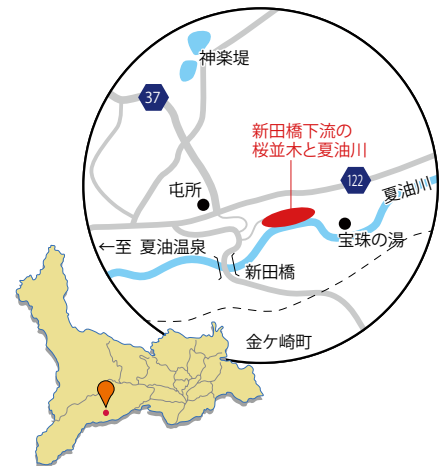 神楽堤
37
新田橋下流の
桜並木と夏油川
122
屯所
夏油川
宝珠の湯
←至 夏油温泉
新田橋
金ケ崎町